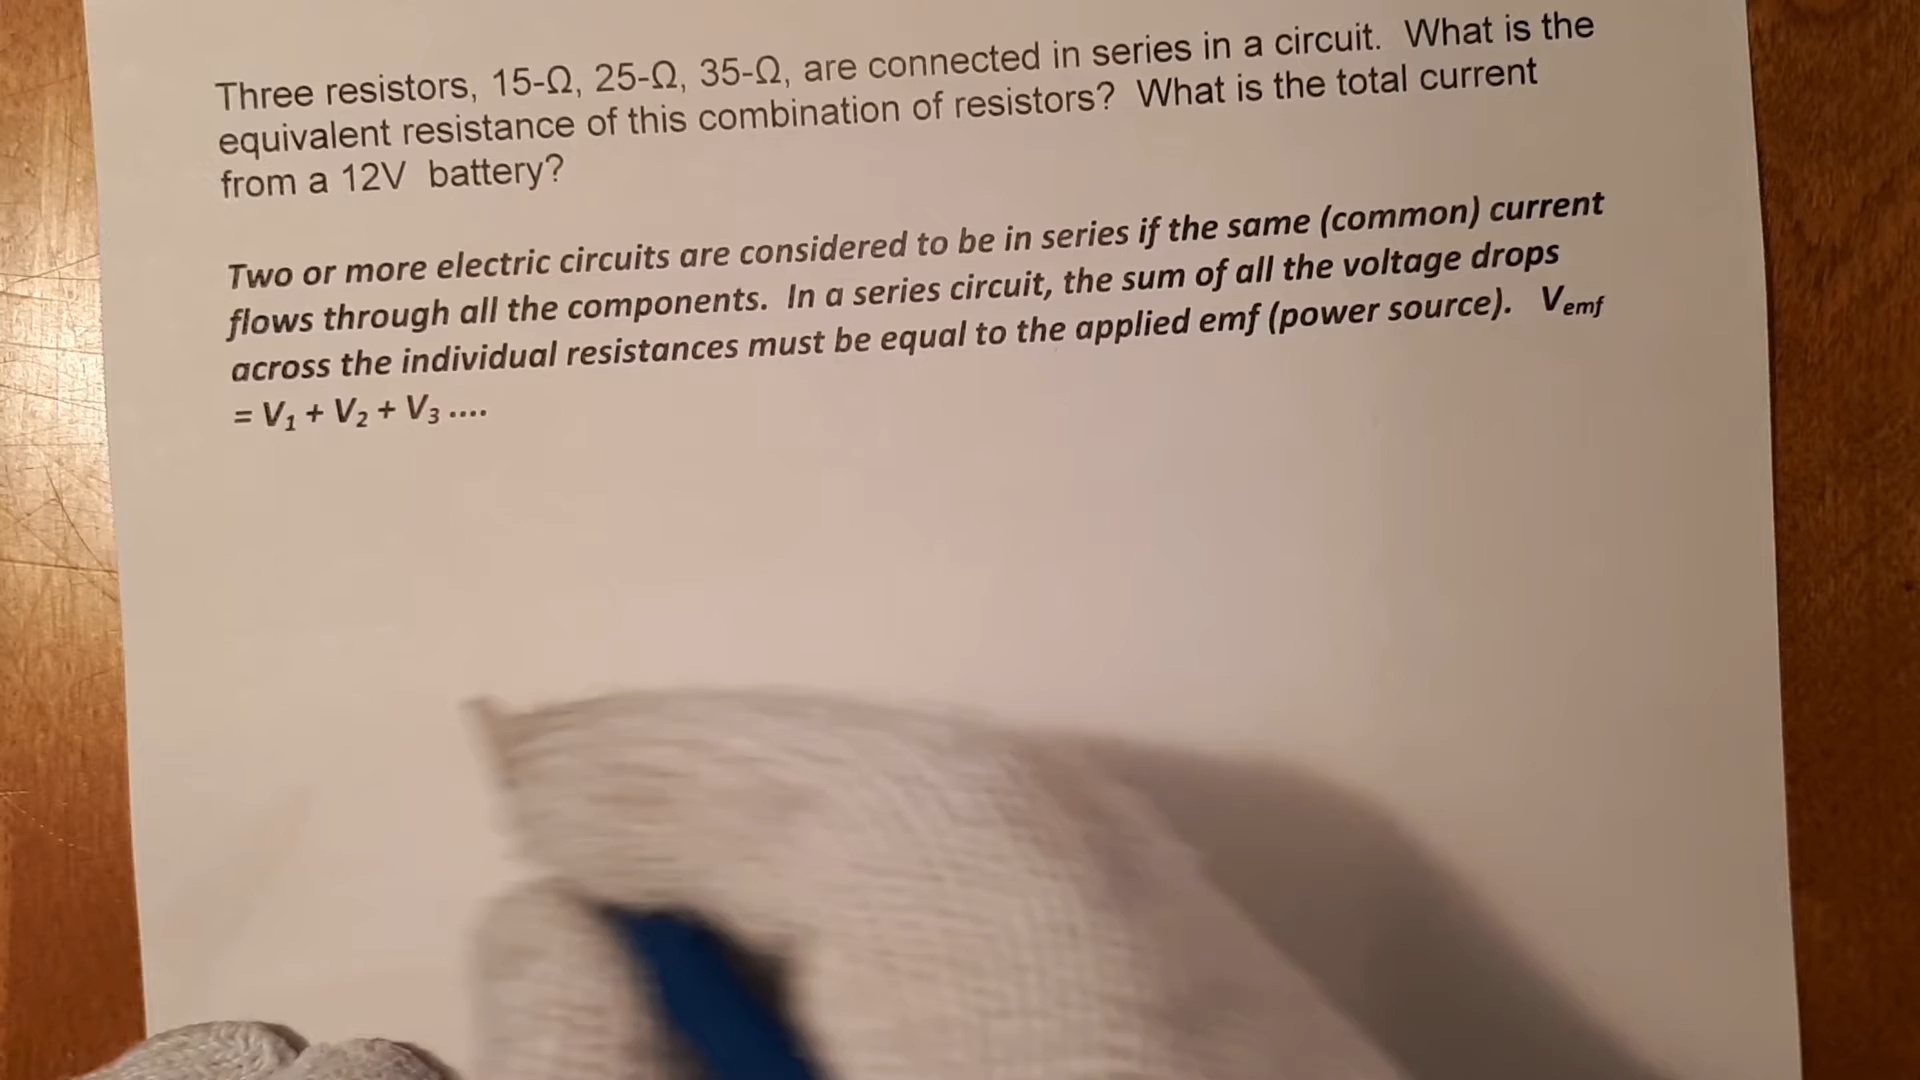 Three resistors, 15-Ω, 25-Ω, 35-Ω, are connected in series in a circuit. What is the
equivalent resistance of this combination of resistors? What is the total current
from a 12V battery?
Two or more electric circuits are considered to be in series if the same (common) current
flows through all the components. In a series circuit, the sum of all the voltage drops
across the individual resistances must be equal to the applied emf (power source). Vemf
= V1 + V2 + V3 ....